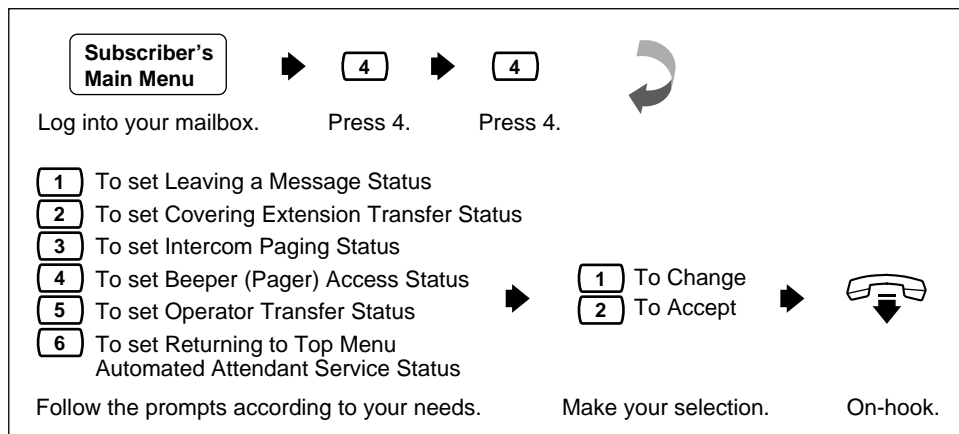 Subscriber's
Main Menu
4
4
Log into your mailbox.
Press 4.
Press 4.
1 To set Leaving a Message Status
2 To set Covering Extension Transfer Status
3 To set Intercom Paging Status
4 To set Beeper (Pager) Access Status
5 To set Operator Transfer Status
6 To set Returning to Top Menu
Automated Attendant Service Status
1 To Change
2 To Accept
Follow the prompts according to your needs.
Make your selection.
On-hook.